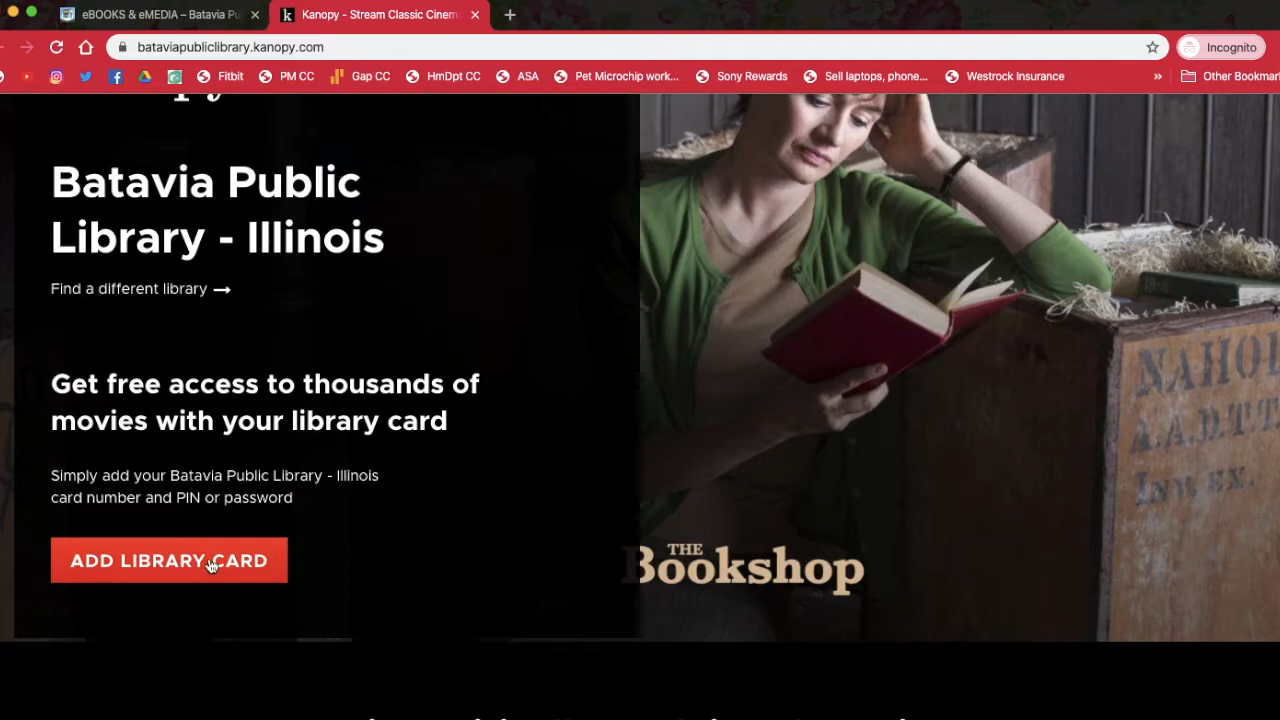 eBOOKS & eMEDIA – Batavia Pu
Kanopy - Stream Classic Cinem
bataviapubliclibrary.kanopy.com
Incognito
Fitbit
PM CC
Gap CC
HmDpt CC
ASA
Pet Microchip work...
Sony Rewards
Sell laptops, phone...
Westrock Insurance
»
Other Bookmar
Batavia Public
Library - Illinois
Find a different library →
Get free access to thousands of
movies with your library card
Simply add your Batavia Public Library - Illinois
card number and PIN or password
ADD LIBRARY CARD
THE
Bookshop
A.A.D.T.T.